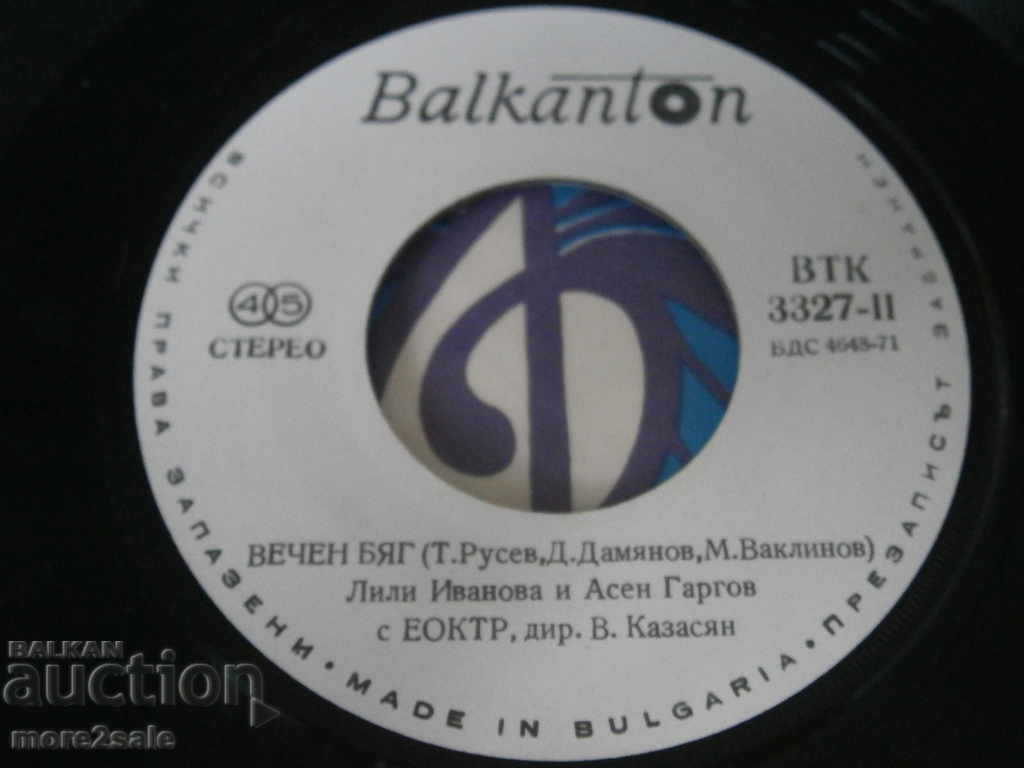 Balkanton
45
СТЕРЕО
ВТК
3327-II
БДС 4648-71
ВЕЧЕН БЯГ (Т.Русев,Д.Дамянов,М.Ваклинов)
Лили Иванова и Асен Гаргов
с ЕОКТР, дир. В. Казасян
ВСИЧКИ ПРАВА ЗАПАЗЕНИ • MADE IN BULGARIA • ПРЕЗАПИСЪТ ЗАБРАНЕН
BALKAN
auction
more2sale